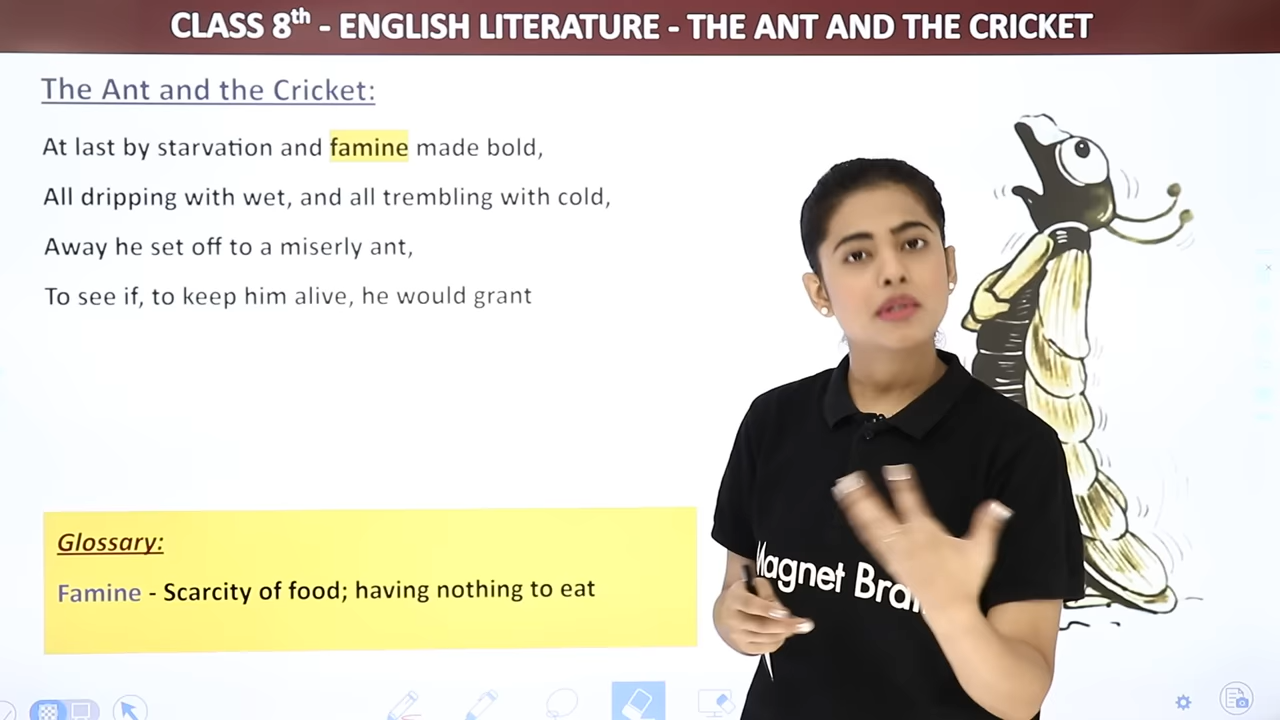 CLASS 8th - ENGLISH LITERATURE - THE ANT AND THE CRICKET
The Ant and the Cricket:
At last by starvation and famine made bold,
All dripping with wet, and all trembling with cold,
Away he set off to a miserly ant,
To see if, to keep him alive, he would grant
Glossary:
Famine - Scarcity of food; having nothing to eat
Magnet Bra